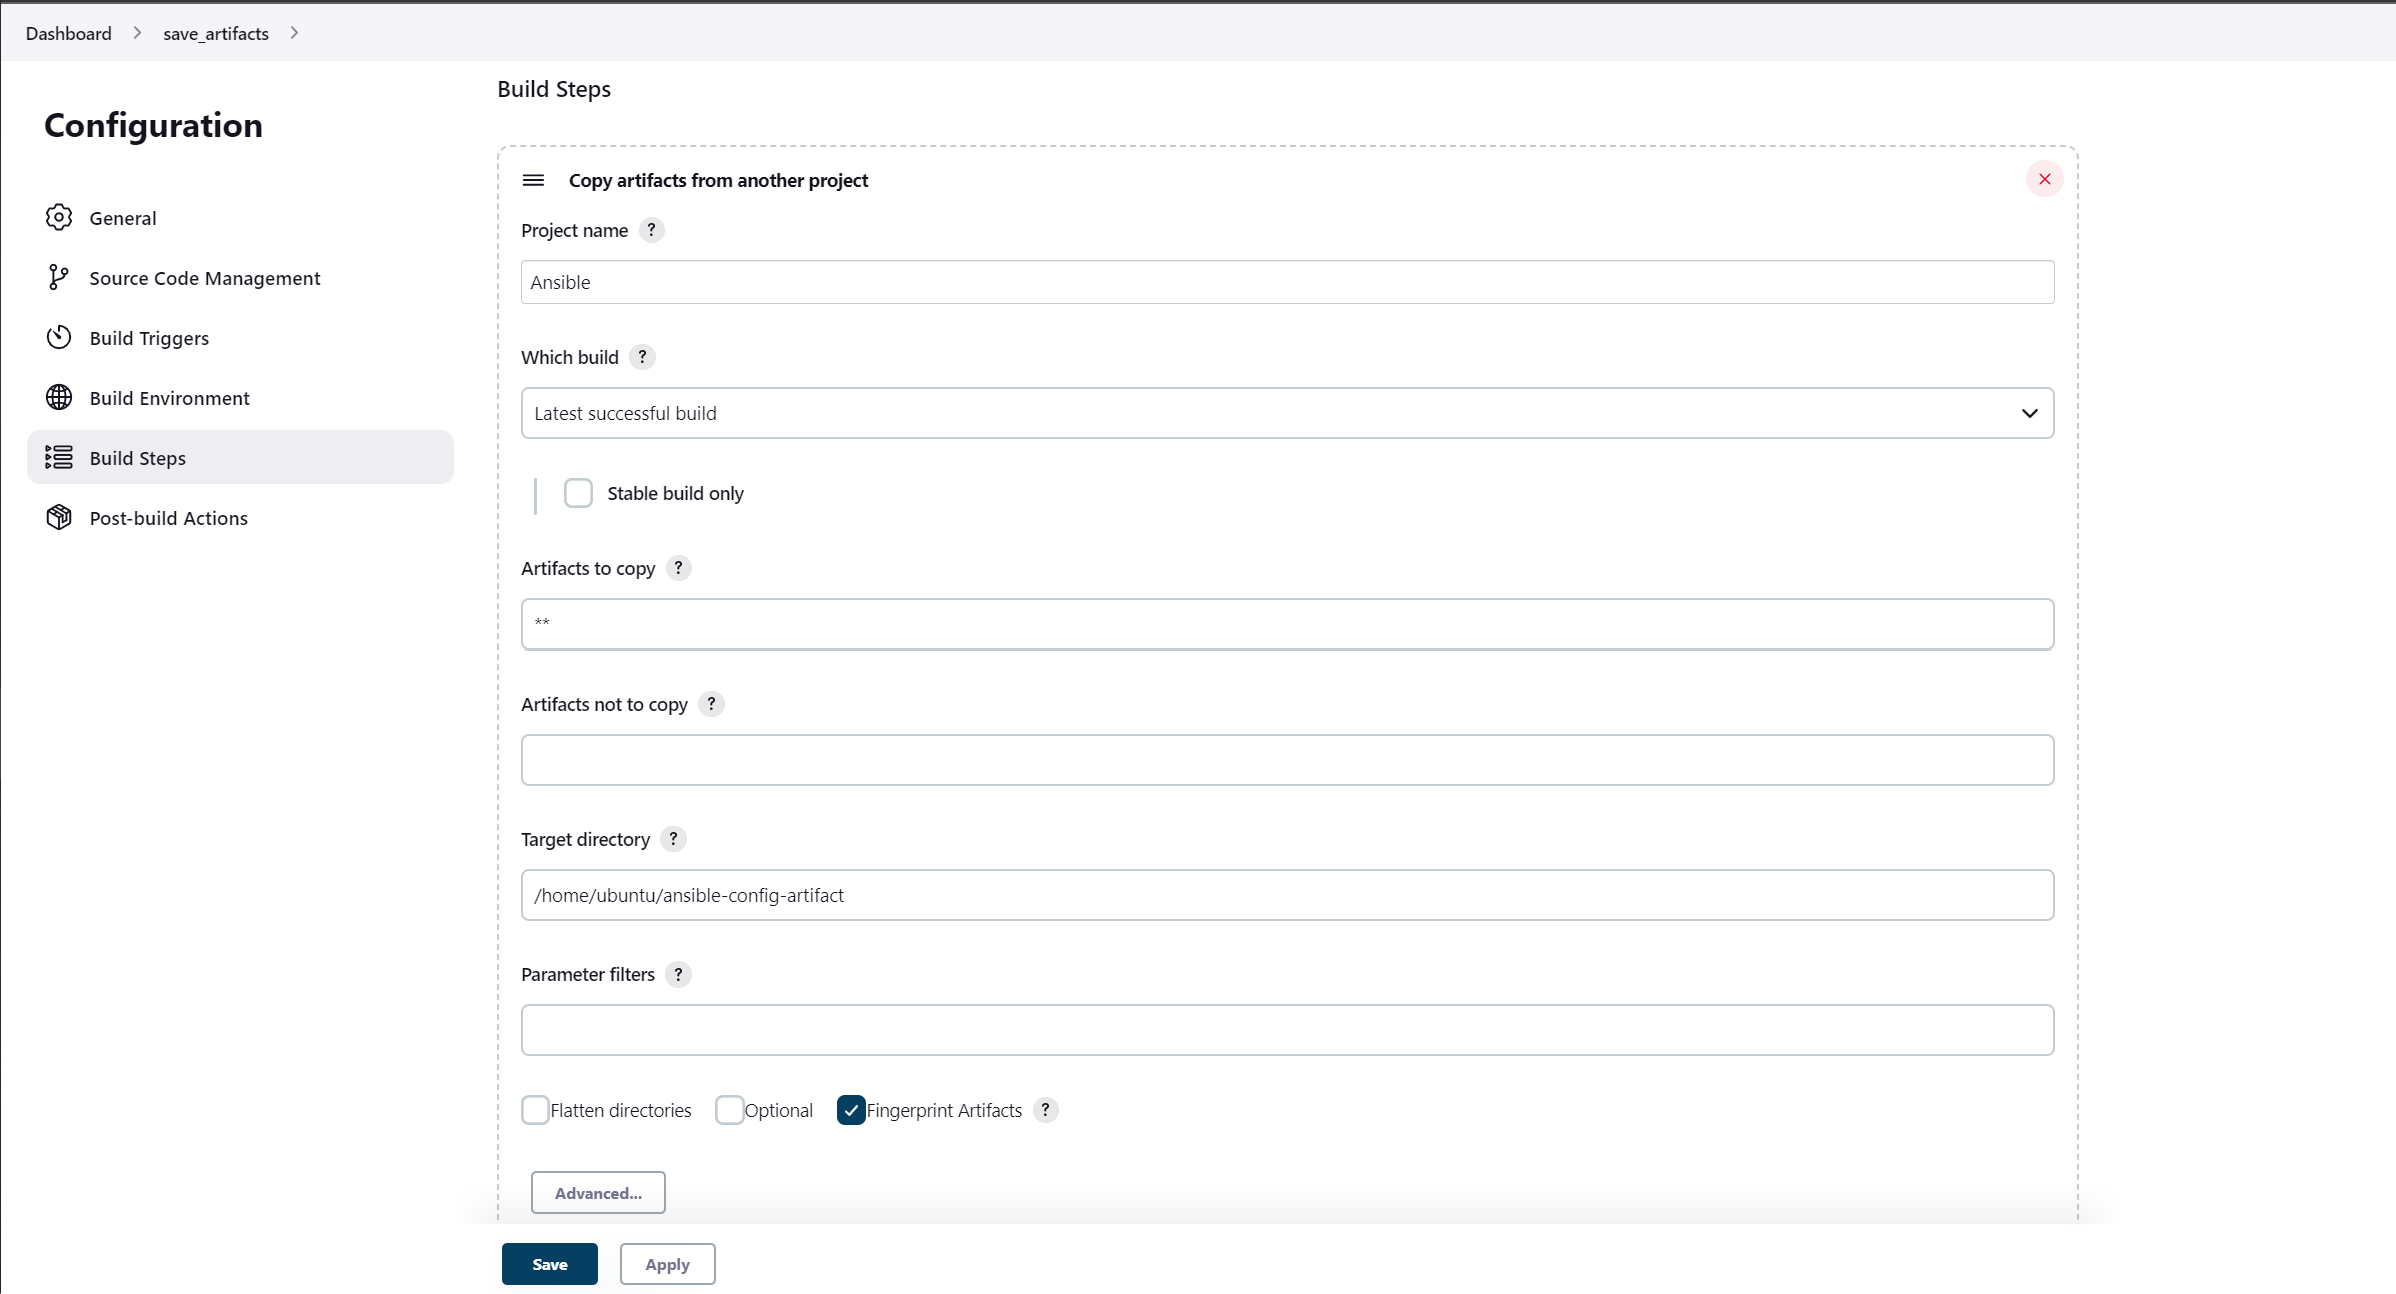 Dashboard > save_artifacts >
Configuration
General
Source Code Management
Build Triggers
Build Environment
Build Steps
Post-build Actions
Build Steps
Copy artifacts from another project
Project name ?
Ansible
Which build ?
Latest successful build
Stable build only
Artifacts to copy ?
**
Artifacts not to copy ?
Target directory ?
/home/ubuntu/ansible-config-artifact
Parameter filters ?
Flatten directories Optional Fingerprint Artifacts ?
Advanced...
Save Apply